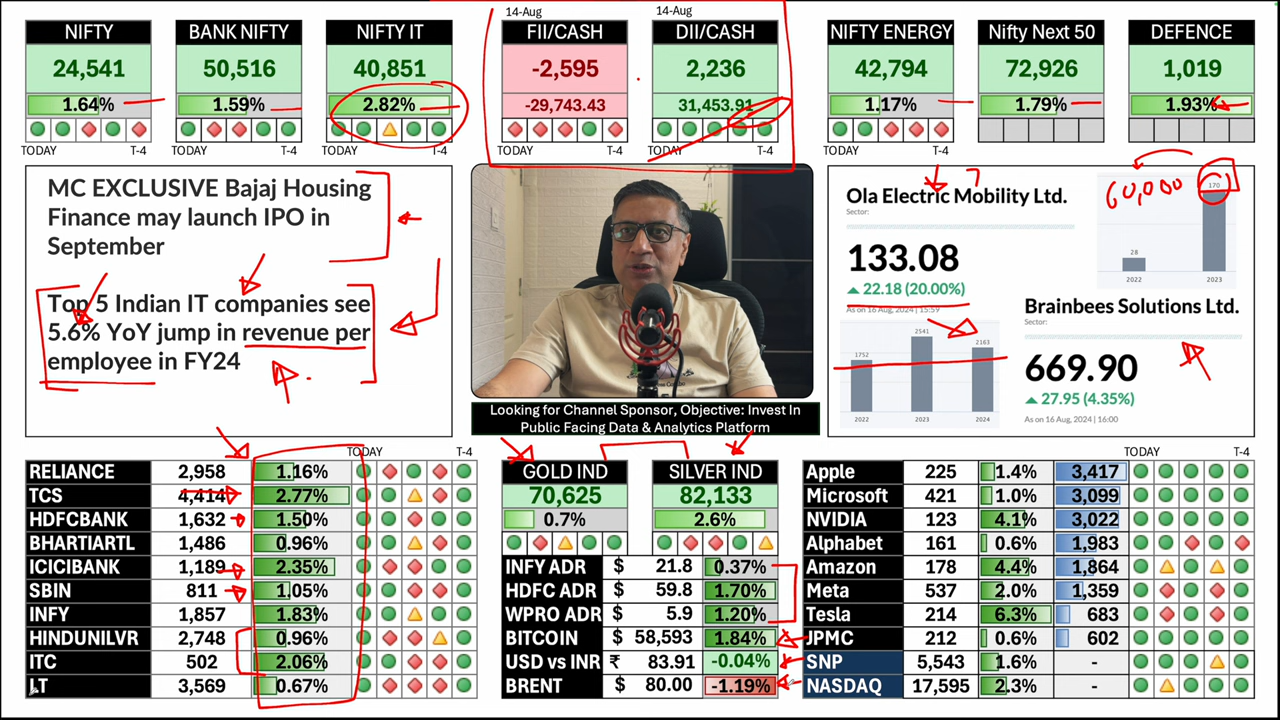 14-Aug
14-Aug
NIFTY
BANK NIFTY
NIFTY IT
FII/CASH
DII/CASH
NIFTY ENERGY
Nifty Next 50
DEFENCE
24,541
50,516
40,851
-2,595
2,236
42,794
72,926
1,019
1.64%
1.59%
2.82%
-29,743.43
31,453.91
1.17%
1.79%
1.93%
TODAY
T-4
TODAY
T-4
TODAY
T-4
TODAY
T-4
MC EXCLUSIVE Bajaj Housing
Finance may launch IPO in
September
Top 5 Indian IT companies see
5.6% YoY jump in revenue per
employee in FY24
Ola Electric Mobility Ltd.
Sector:
133.08
22.18 (20.00%)
As on 16 Aug, 2024 | 15:59
1752
2541
2163
2022
2023
2024
60,000
170
28
2022
2023
Brainbees Solutions Ltd.
Sector:
669.90
27.95 (4.35%)
As on 16 Aug, 2024 | 16:00
Looking for Channel Sponsor, Objective: Invest In
Public Facing Data & Analytics Platform
TODAY
T-4
RELIANCE 2,958 1.16%
TCS 4,414 2.77%
HDFCBANK 1,632 1.50%
BHARTIARTL 1,486 0.96%
ICICIBANK 1,189 2.35%
SBIN 811 1.05%
INFY 1,857 1.83%
HINDUNILVR 2,748 0.96%
ITC 502 2.06%
LT 3,569 0.67%
GOLD IND
SILVER IND
70,625
82,133
0.7%
2.6%
INFY ADR $ 21.8 0.37%
HDFC ADR $ 59.8 1.70%
WPRO ADR $ 5.9 1.20%
BITCOIN $ 58,593 1.84%
USD vs INR ₹ 83.91 -0.04%
BRENT $ 80.00 -1.19%
TODAY
T-4
Apple 225 1.4% 3,417
Microsoft 421 1.0% 3,099
NVIDIA 123 4.1% 3,022
Alphabet 161 0.6% 1,983
Amazon 178 4.4% 1,864
Meta 537 2.0% 1,359
Tesla 214 6.3% 683
JPMC 212 0.6% 602
SNP 5,543 1.6% -
NASDAQ 17,595 2.3% -